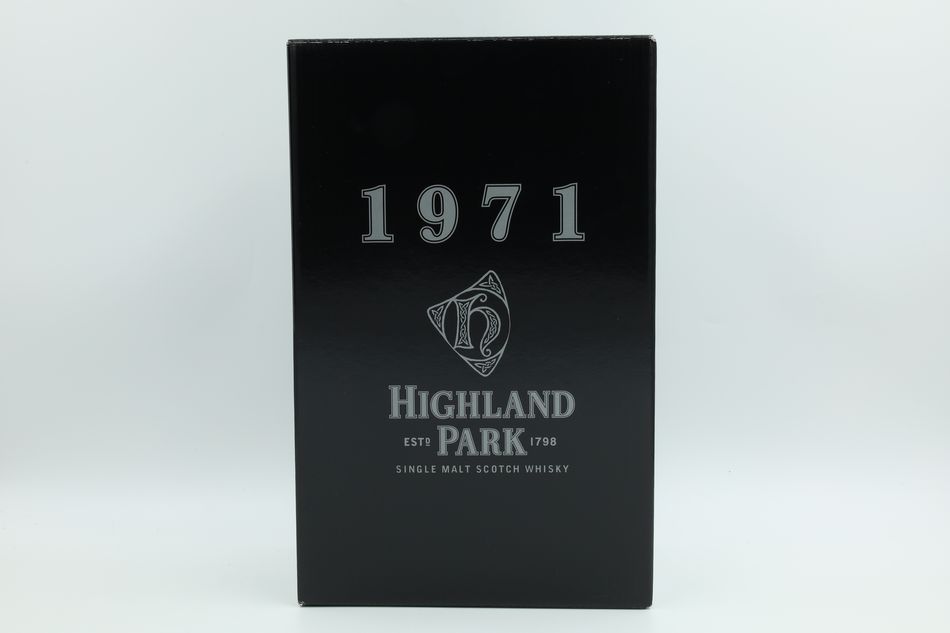 1971
HIGHLAND
ESTD PARK 1798
SINGLE MALT SCOTCH WHISKY